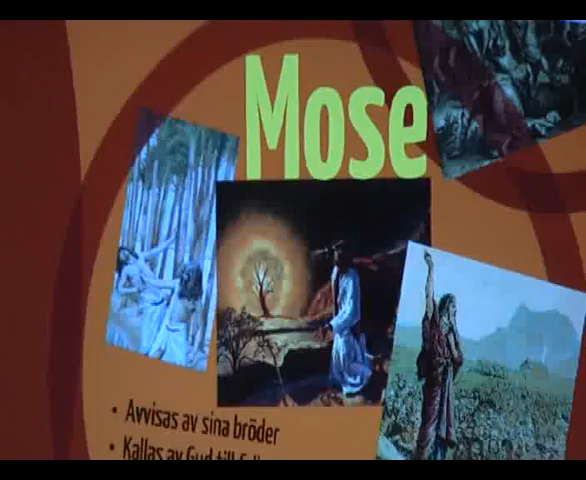 Mose
• Avvisas av sina bröder
• Kallas av Gud till